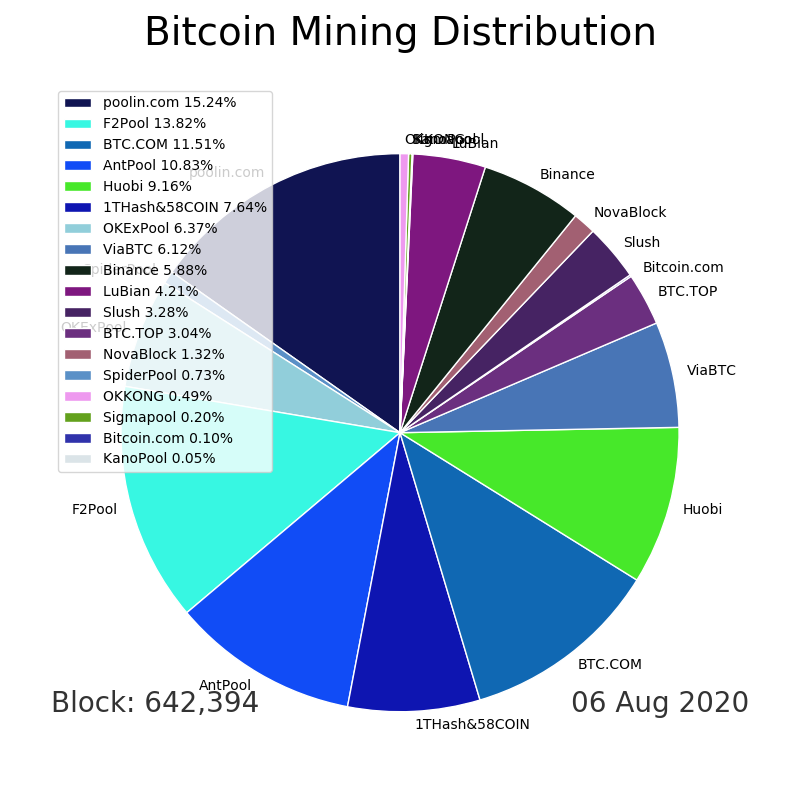 Bitcoin Mining Distribution
poolin.com 15.24%
F2Pool 13.82%
BTC.COM 11.51%
AntPool 10.83%
Huobi 9.16%
1THash&58COIN 7.64%
OKExPool 6.37%
ViaBTC 6.12%
Binance 5.88%
LuBian 4.21%
Slush 3.28%
BTC.TOP 3.04%
NovaBlock 1.32%
SpiderPool 0.73%
OKKONG 0.49%
Sigmapool 0.20%
Bitcoin.com 0.10%
KanoPool 0.05%
poolin.com
SpiderPool
OKExPool
F2Pool
AntPool
1THash&58COIN
BTC.COM
Huobi
ViaBTC
BTC.TOP
Bitcoin.com
Slush
NovaBlock
Binance
LuBian
Block: 642,394
06 Aug 2020